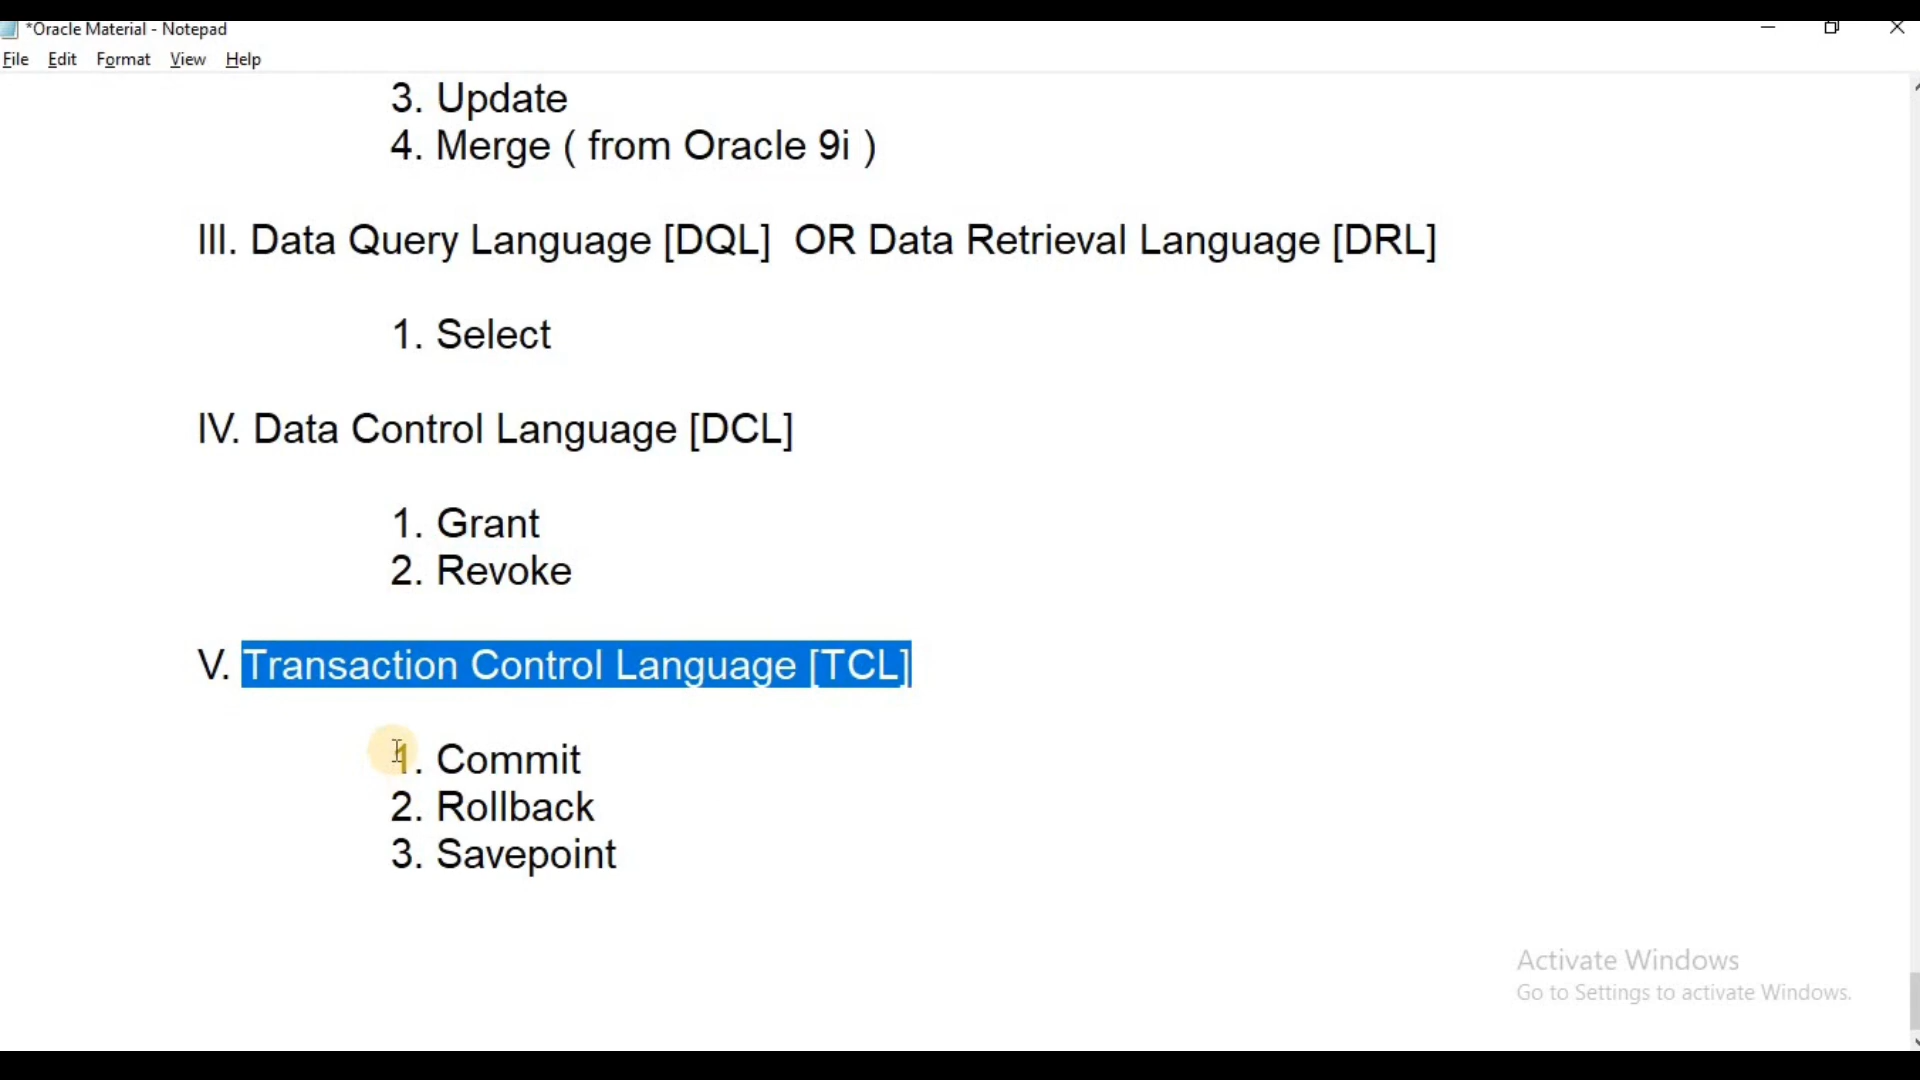 *Oracle Material - Notepad
File Edit Format View Help
3. Update
4. Merge ( from Oracle 9i )
III. Data Query Language [DQL] OR Data Retrieval Language [DRL]
1. Select
IV. Data Control Language [DCL]
1. Grant
2. Revoke
V. Transaction Control Language [TCL]
1. Commit
2. Rollback
3. Savepoint
Activate Windows
Go to Settings to activate Windows.